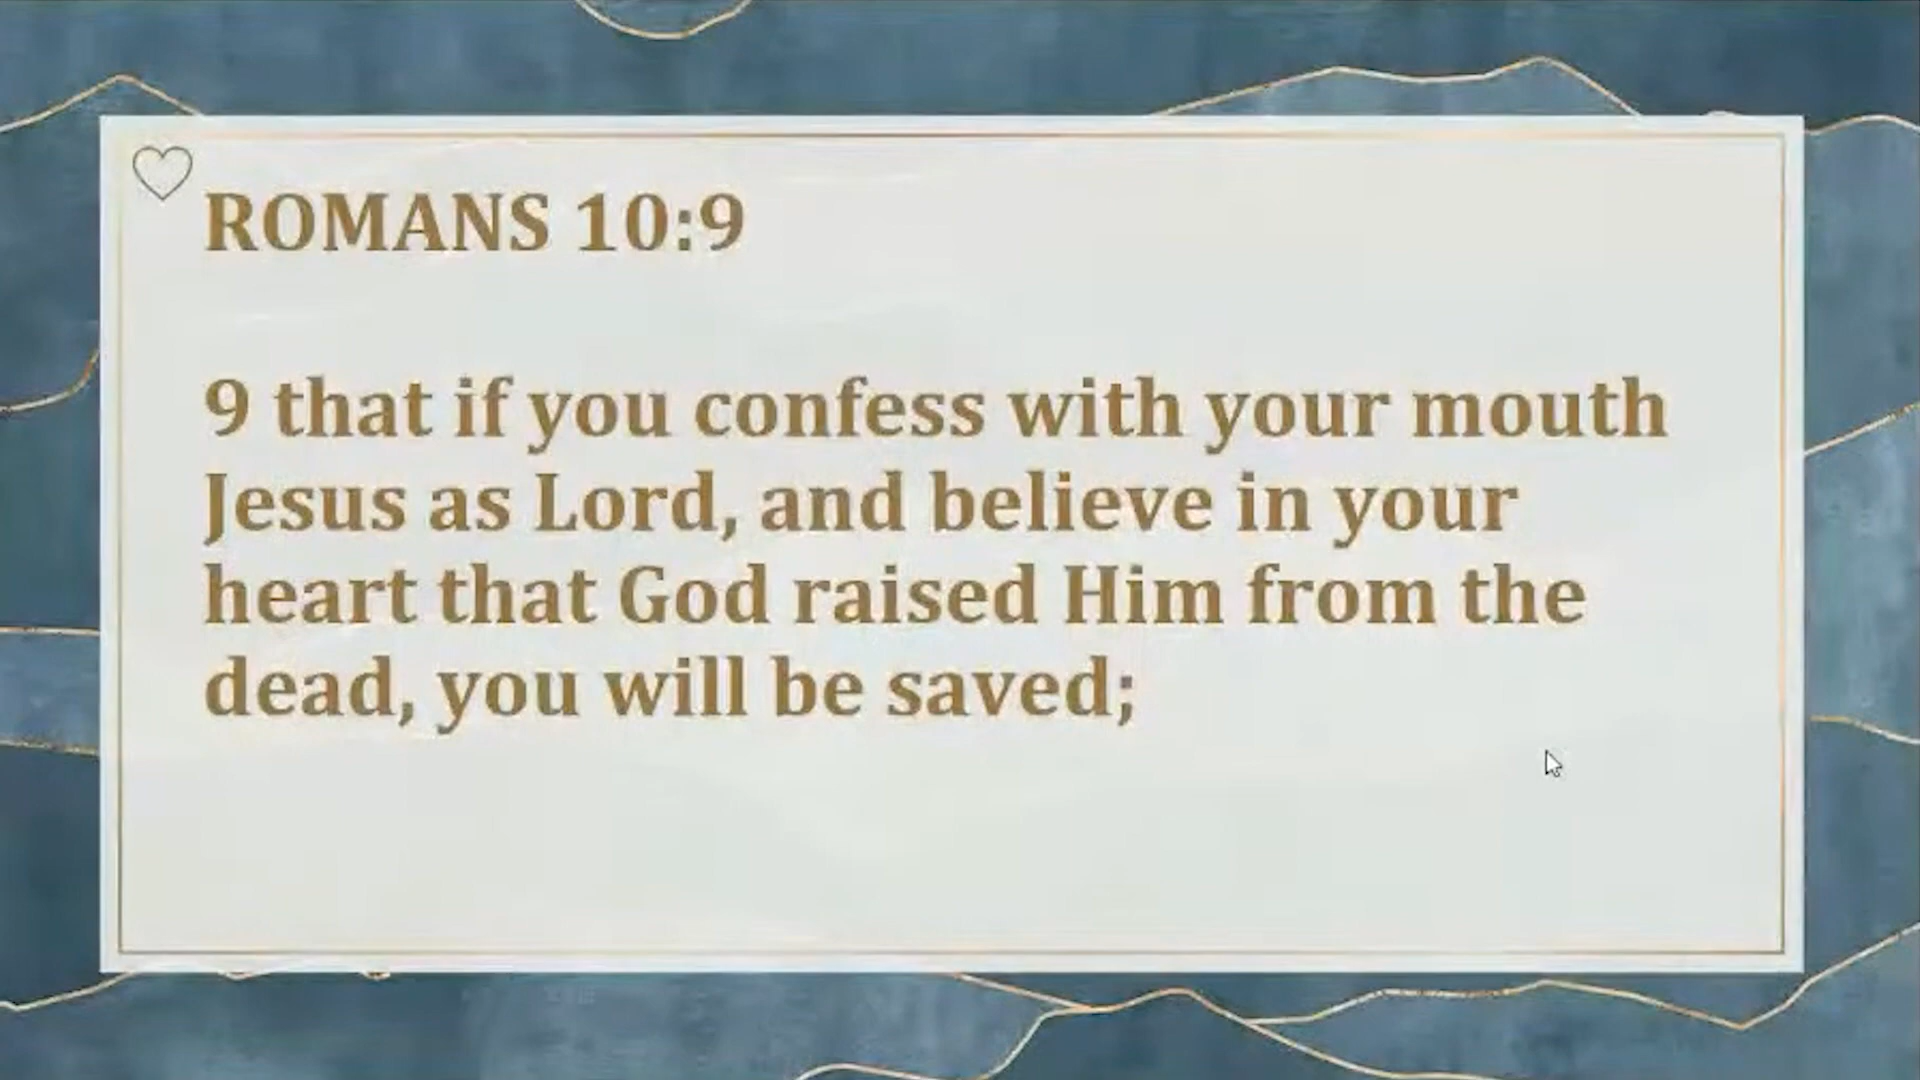 ROMANS 10:9
9 that if you confess with your mouth
Jesus as Lord, and believe in your
heart that God raised Him from the
dead, you will be saved;